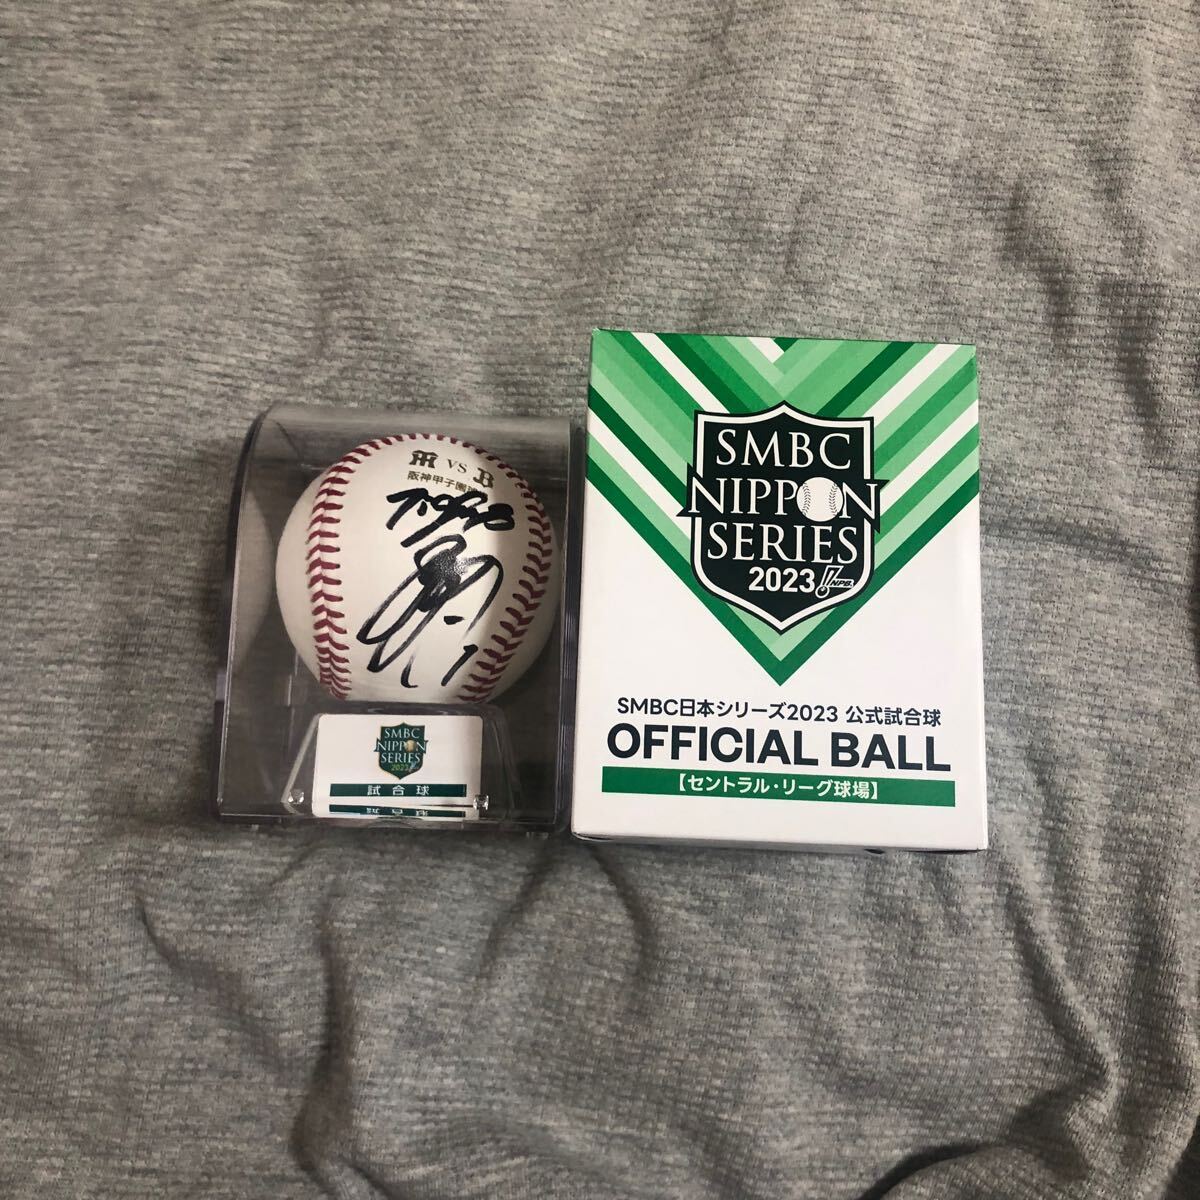 VS B
阪神甲子園球
Tigers
SMBC
NIPPON
SERIES
2023
試合球
SMBC
NIPPON
SERIES
2023 NPB
SMBC日本シリーズ2023 公式試合球
OFFICIAL BALL
【セントラル・リーグ球場】